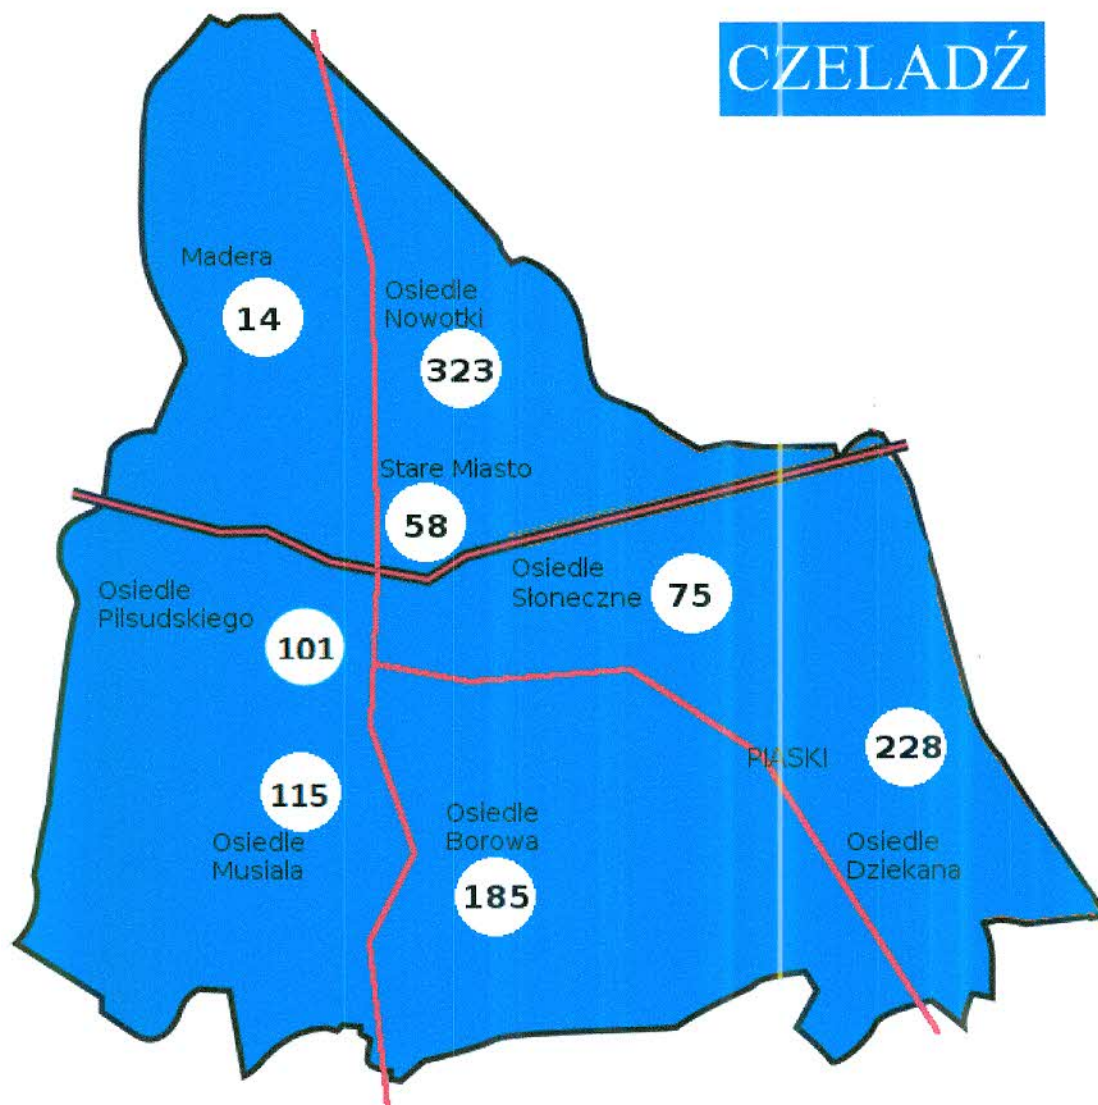 CZELADŹ
Madera
14
Osiedle
Nowotki
323
Stare Miasto
58
Osiedle
Słoneczne
75
Osiedle
Pilsudskiego
101
PIASKI
228
115
Osiedle
Musiala
Osiedle
Borowa
185
Osiedle
Dziekana